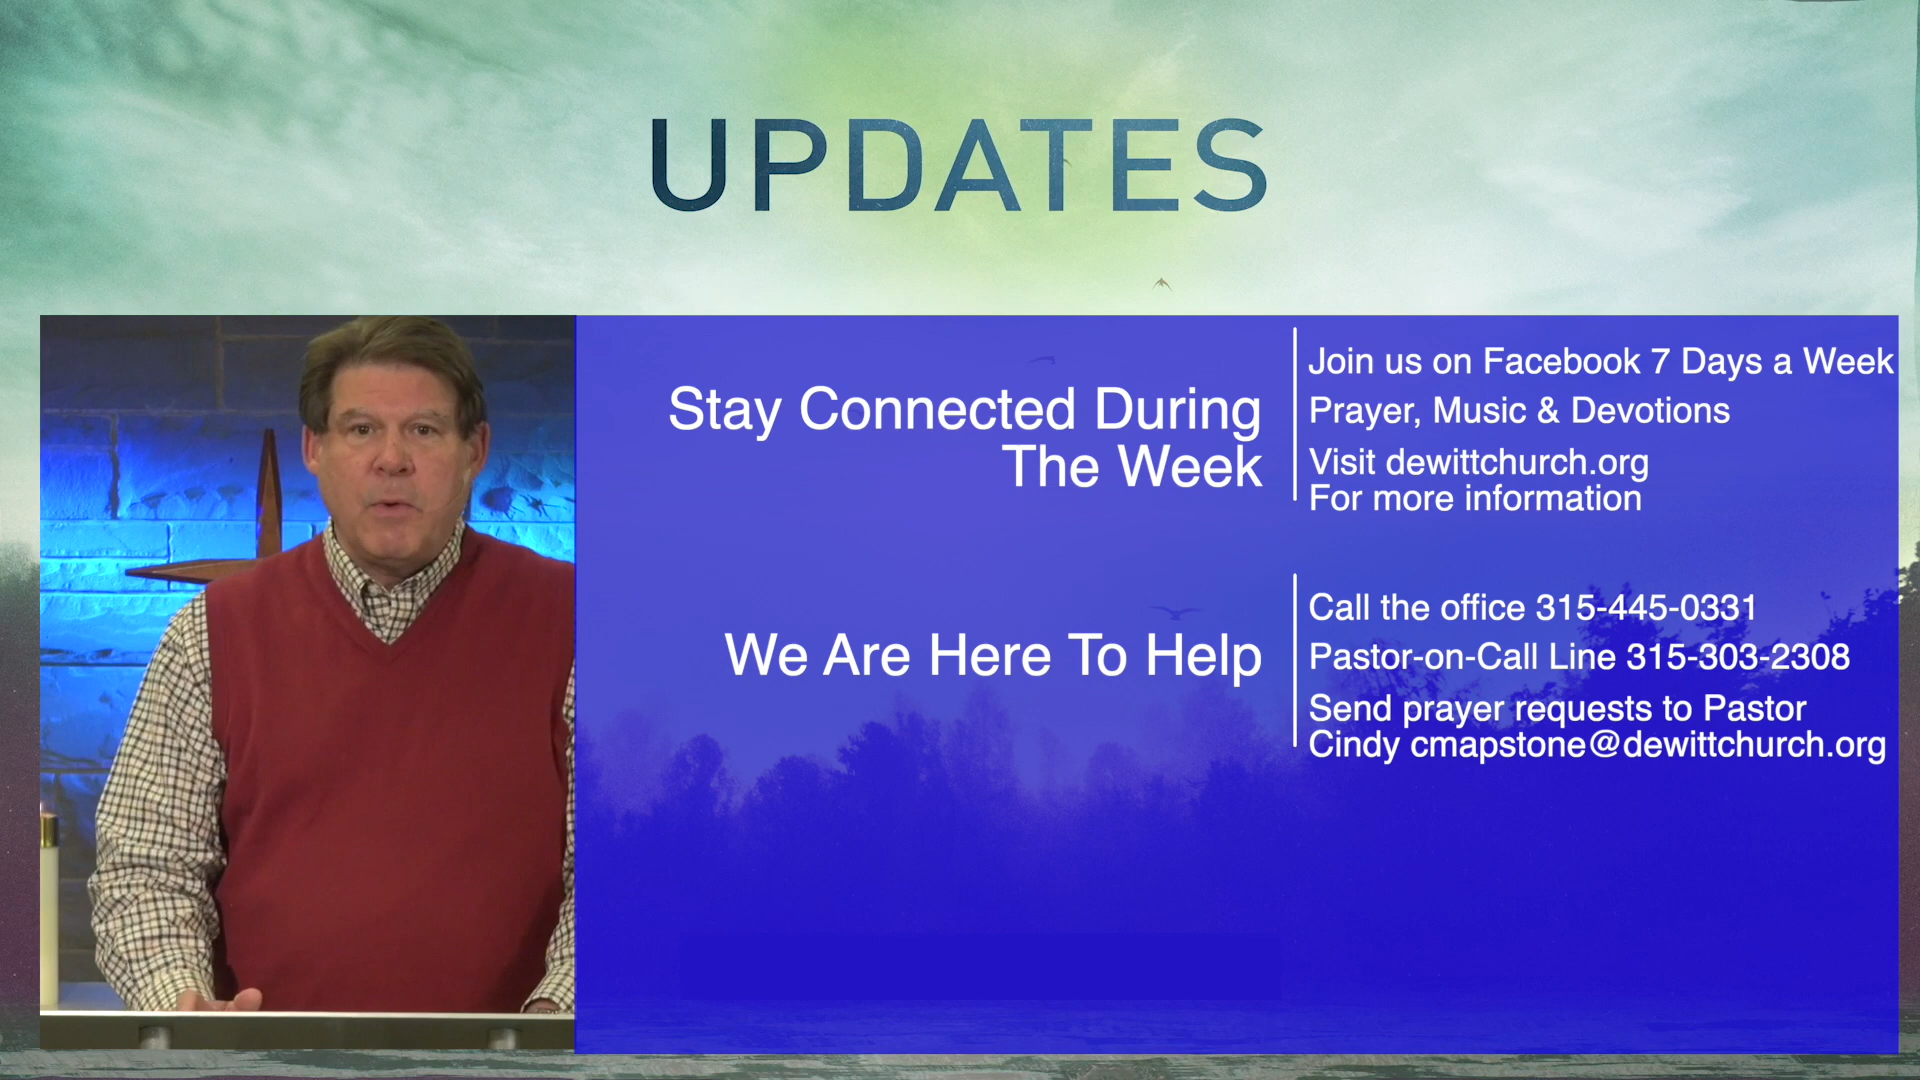 UPDATES
Stay Connected During
The Week
Join us on Facebook 7 Days a Week
Prayer, Music & Devotions
Visit dewittchurch.org
For more information
We Are Here To Help
Call the office 315-445-0331
Pastor-on-Call Line 315-303-2308
Send prayer requests to Pastor
Cindy cmapstone@dewittchurch.org